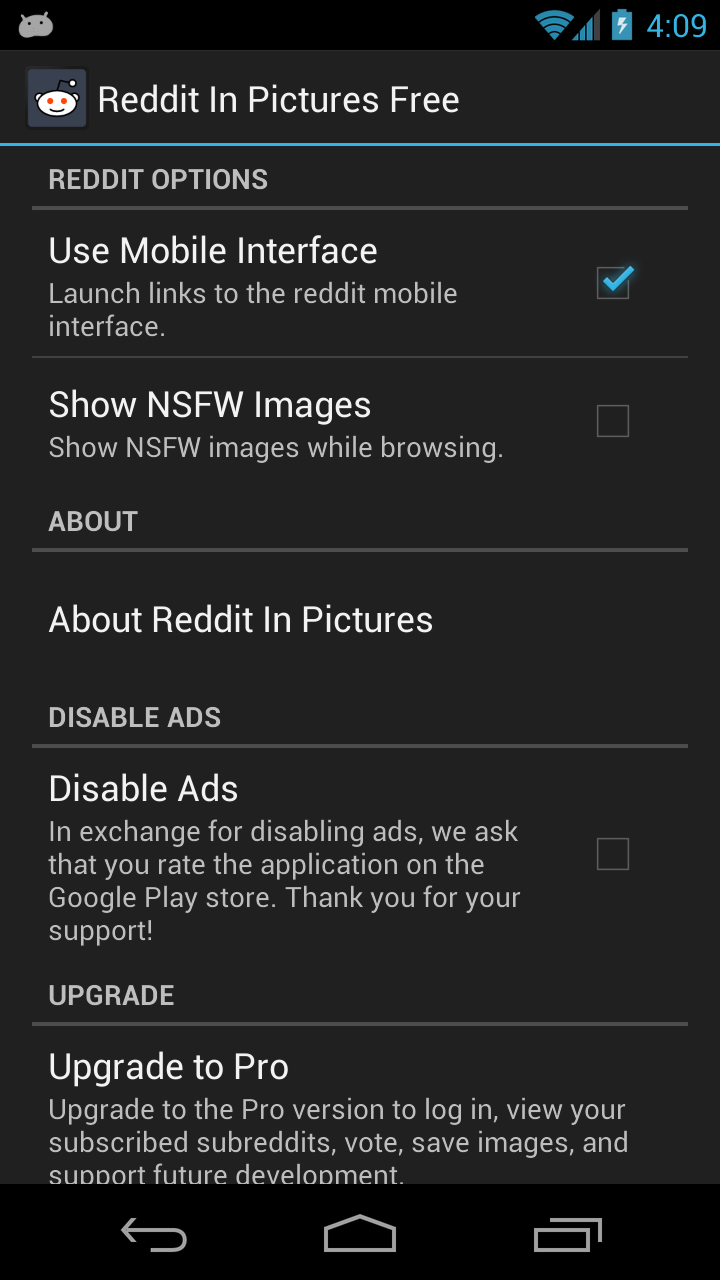 4:09
Reddit In Pictures Free
REDDIT OPTIONS
Use Mobile Interface
Launch links to the reddit mobile
interface.
Show NSFW Images
Show NSFW images while browsing.
ABOUT
About Reddit In Pictures
DISABLE ADS
Disable Ads
In exchange for disabling ads, we ask
that you rate the application on the
Google Play store. Thank you for your
support!
UPGRADE
Upgrade to Pro
Upgrade to the Pro version to log in, view your
subscribed subreddits, vote, save images, and
support future development.